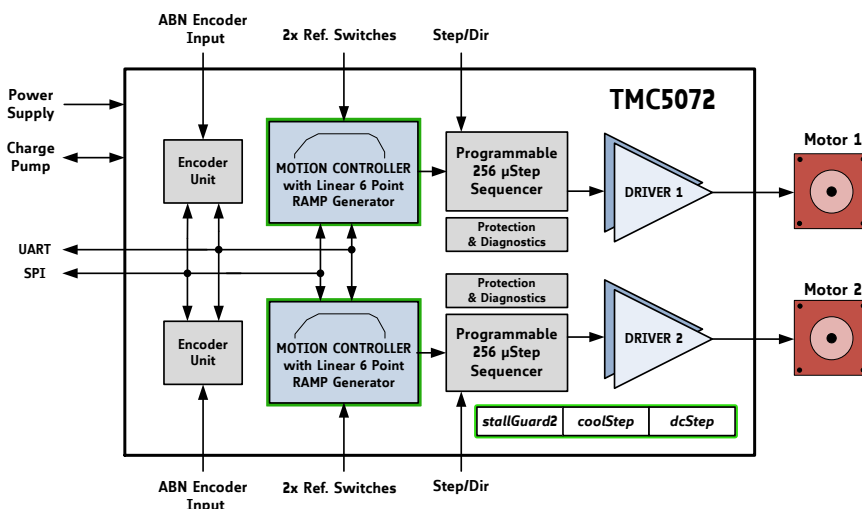 ABN Encoder
Input
2x Ref. Switches
Step/Dir
TMC5072
Power
Supply
Charge
Pump
Encoder
Unit
MOTION CONTROLLER
with Linear 6 Point
RAMP Generator
Programmable
256 µStep
Sequencer
DRIVER 1
Motor 1
Protection
& Diagnostics
UART
SPI
Protection
& Diagnostics
Motor 2
Encoder
Unit
MOTION CONTROLLER
with Linear 6 Point
RAMP Generator
Programmable
256 µStep
Sequencer
DRIVER 2
stallGuard2 coolStep dcStep
ABN Encoder
Input
2x Ref. Switches
Step/Dir